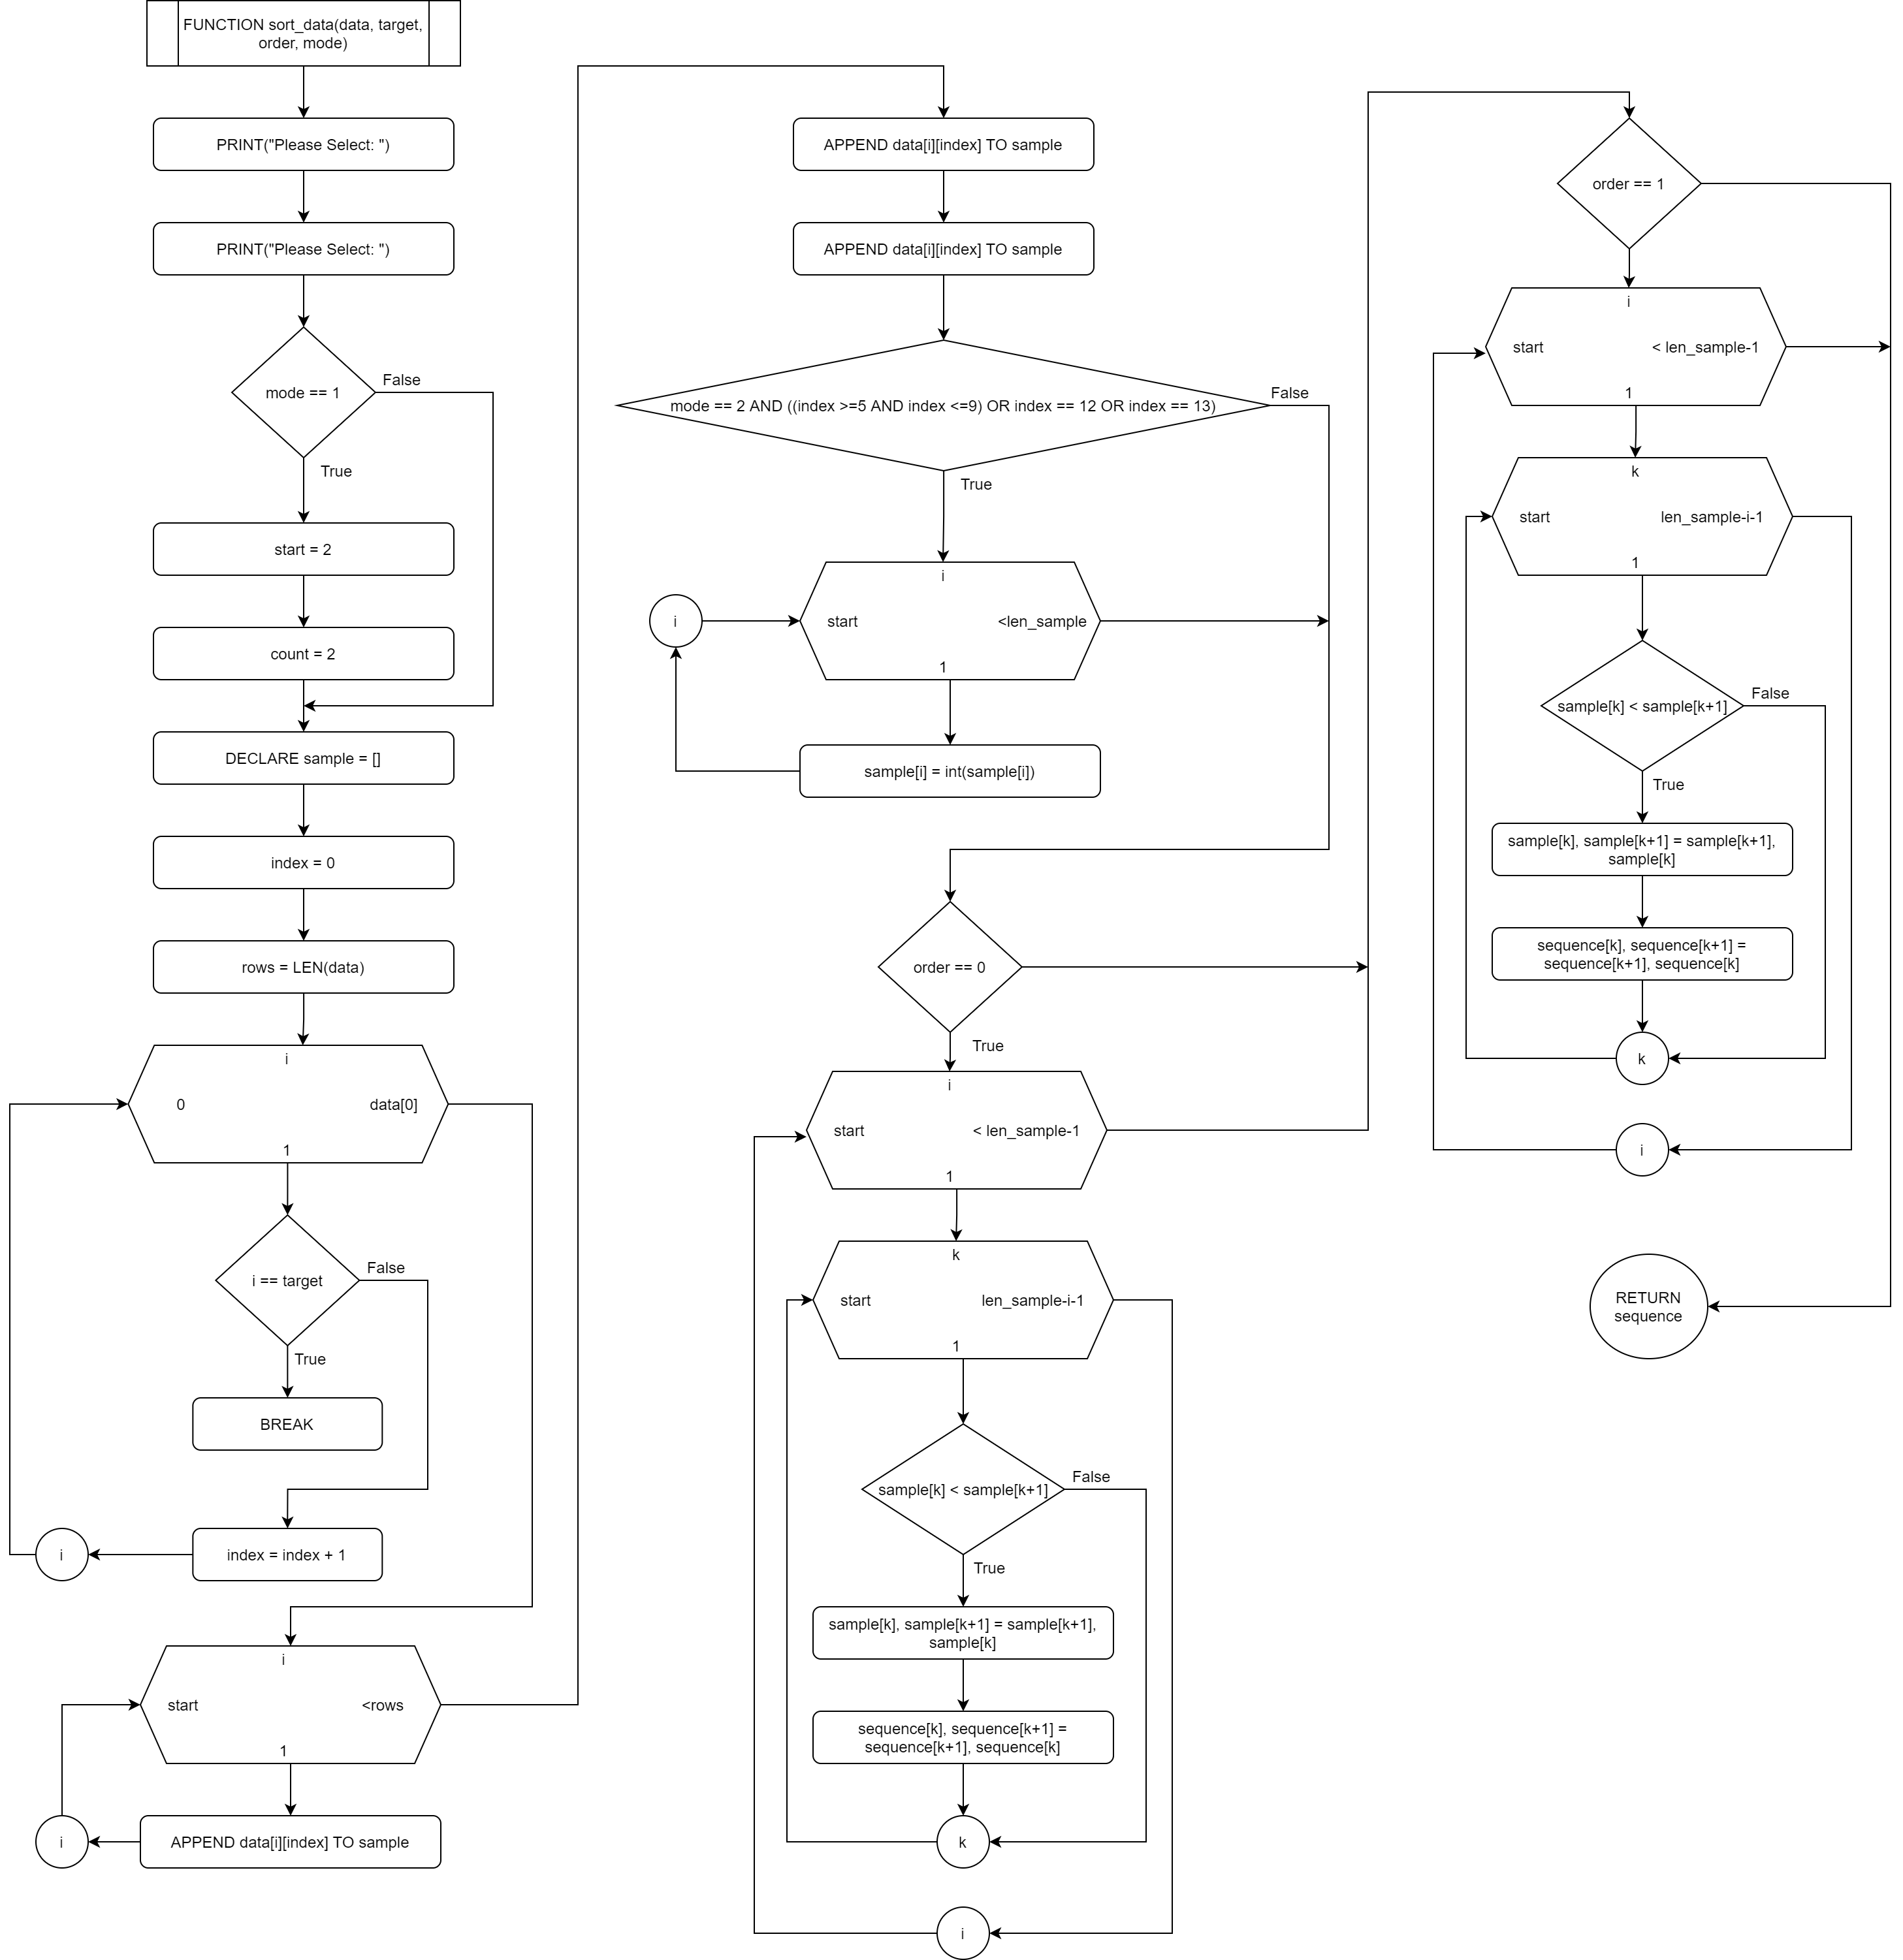 FUNCTION sort_data(data, target,
order, mode)
PRINT("Please Select: ")
PRINT("Please Select: ")
mode == 1
False
True
start = 2
count = 2
DECLARE sample = []
index = 0
rows = LEN(data)
i
0
data[0]
1
i == target
False
True
BREAK
index = index + 1
i
i
start
<rows
1
APPEND data[i][index] TO sample
i
APPEND data[i][index] TO sample
APPEND data[i][index] TO sample
mode == 2 AND ((index >=5 AND index <=9) OR index == 12 OR index == 13)
False
True
i
i
start
<len_sample
1
sample[i] = int(sample[i])
order == 0
True
i
start
< len_sample-1
1
k
start
len_sample-i-1
1
sample[k] < sample[k+1]
False
True
sample[k], sample[k+1] = sample[k+1],
sample[k]
sequence[k], sequence[k+1] =
sequence[k+1], sequence[k]
k
i
order == 1
i
start
< len_sample-1
1
k
start
len_sample-i-1
1
sample[k] < sample[k+1]
False
True
sample[k], sample[k+1] = sample[k+1],
sample[k]
sequence[k], sequence[k+1] =
sequence[k+1], sequence[k]
k
i
RETURN
sequence